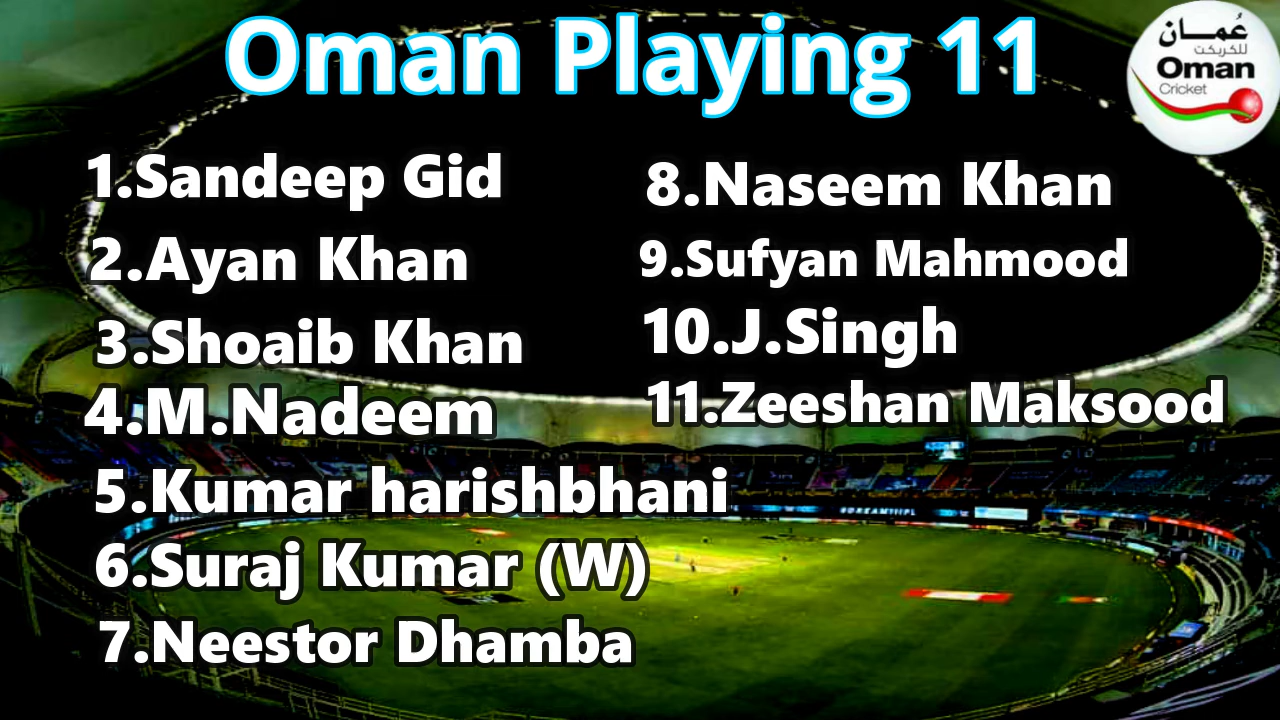 Oman Playing 11
عُمان
للكريكت
Oman
Cricket
1.Sandeep Gid
2.Ayan Khan
3.Shoaib Khan
4.M.Nadeem
5.Kumar harishbhani
6.Suraj Kumar (W)
7.Neestor Dhamba
8.Naseem Khan
9.Sufyan Mahmood
10.J.Singh
11.Zeeshan Maksood